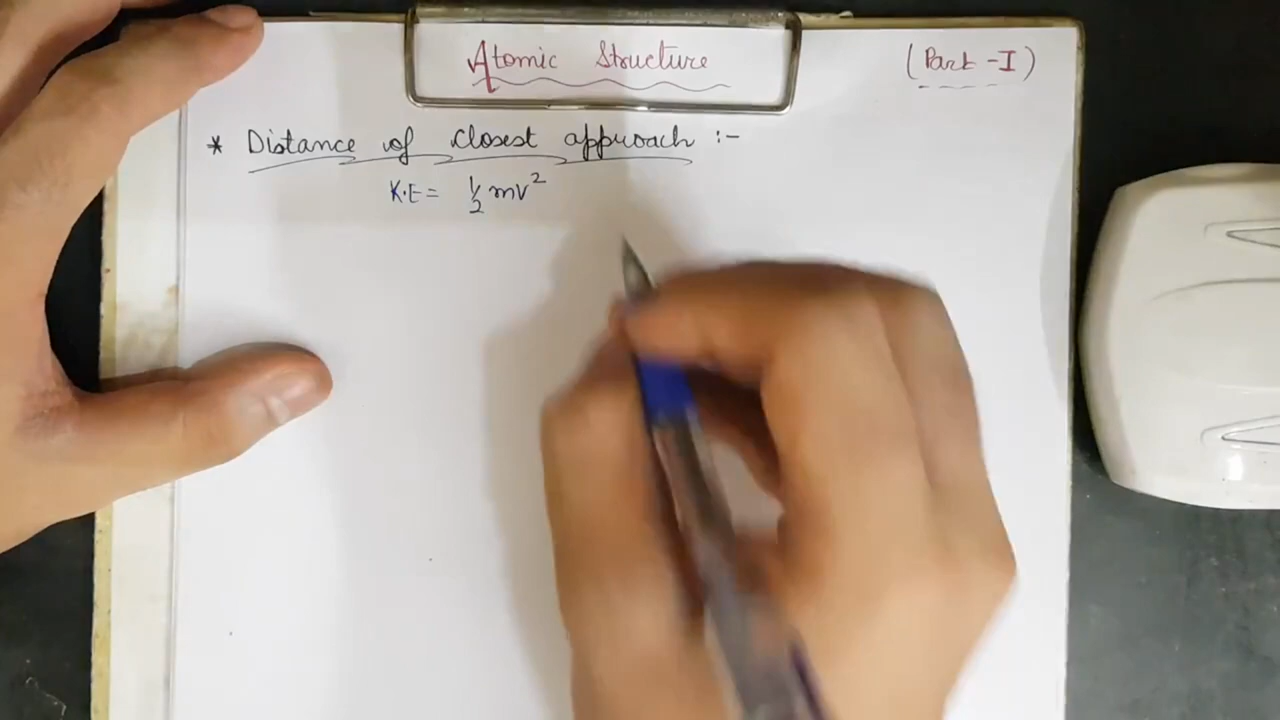 Atomic Structure
(Part-I)
* Distance of closest approach :-
K.E = 1/2 mv²